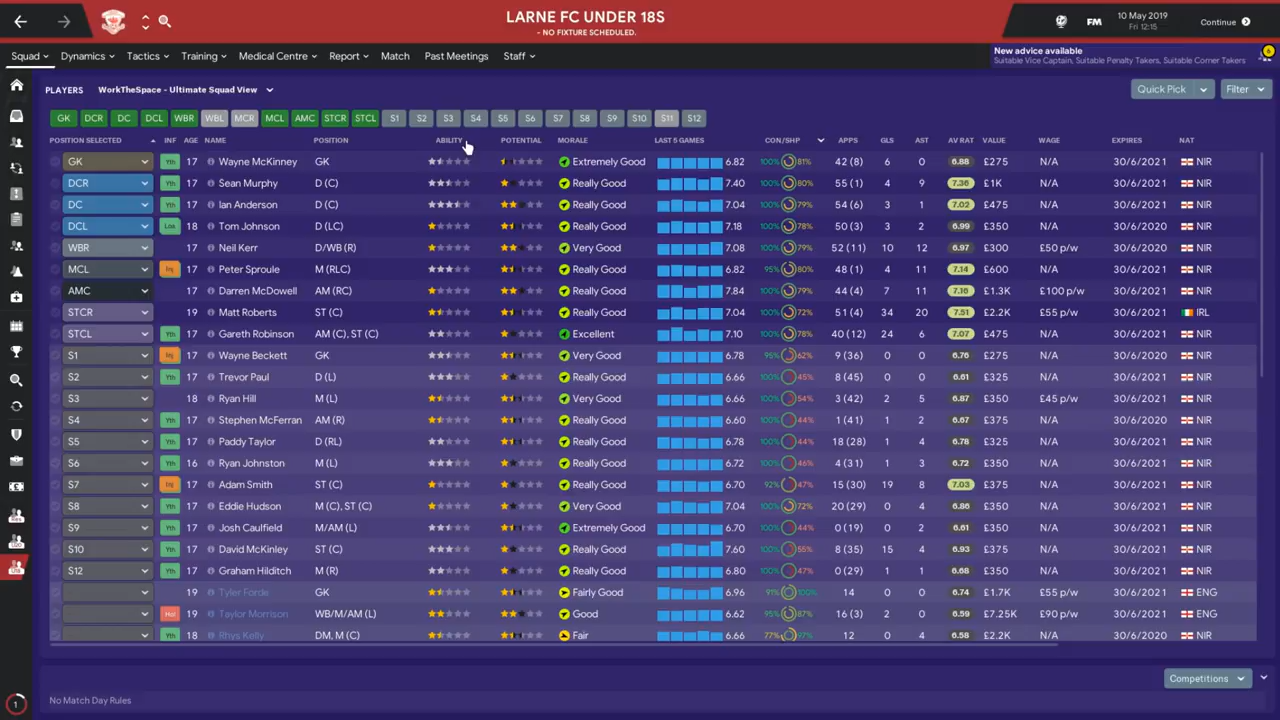 LARNE FC UNDER 18S
- NO FIXTURE SCHEDULED.
FM
10 May 2019
Fri 12:15
Continue
Squad Dynamics Tactics Training Medical Centre Report Match Past Meetings Staff
New advice available
Suitable Vice Captain, Suitable Penalty Takers, Suitable Corner Takers
6
PLAYERS WorkTheSpace - Ultimate Squad View Quick Pick Filter
GK DCR DC DCL WBR WBL MCR MCL AMC STCR STCL S1 S2 S3 S4 S5 S6 S7 S8 S9 S10 S11 S12
POSITION SELECTED INF AGE NAME POSITION ABILITY POTENTIAL MORALE LAST 5 GAMES CON/SHP APPS GLS AST AV RAT VALUE WAGE EXPIRES NAT
GK Yth 17 Wayne McKinney GK Extremely Good 6.82 100% 81% 42 (8) 6 0 6.88 £275 N/A 30/6/2021 NIR
DCR Yth 17 Sean Murphy D (C) Really Good 7.40 100% 80% 55 (1) 4 9 7.36 £1K N/A 30/6/2021 NIR
DC Yth 17 Ian Anderson D (C) Really Good 7.04 100% 79% 54 (6) 3 1 7.02 £475 N/A 30/6/2021 NIR
DCL Loa 18 Tom Johnson D (LC) Really Good 7.18 100% 78% 50 (3) 3 2 6.99 £350 N/A 30/6/2021 NIR
WBR 17 Neil Kerr D/WB (R) Very Good 7.08 100% 79% 52 (11) 10 12 6.97 £300 £50 p/w 30/6/2020 NIR
MCL Inj 17 Peter Sproule M (RLC) Really Good 6.82 95% 80% 48 (1) 4 11 7.14 £600 N/A 30/6/2021 NIR
AMC 17 Darren McDowell AM (RC) Really Good 7.84 100% 79% 44 (4) 7 11 7.16 £1.3K £100 p/w 30/6/2021 NIR
STCR 19 Matt Roberts ST (C) Really Good 7.04 100% 72% 51 (4) 34 20 7.51 £2.2K £55 p/w 30/6/2021 IRL
STCL Yth 17 Gareth Robinson AM (C), ST (C) Excellent 7.10 100% 78% 40 (12) 24 6 7.07 £475 N/A 30/6/2021 NIR
S1 Inj 17 Wayne Beckett GK Very Good 6.78 95% 62% 9 (36) 0 0 6.76 £275 N/A 30/6/2020 NIR
S2 Yth 17 Trevor Paul D (L) Really Good 6.66 100% 45% 8 (45) 0 0 6.61 £325 N/A 30/6/2021 NIR
S3 18 Ryan Hill M (L) Very Good 6.66 100% 54% 3 (42) 2 5 6.87 £350 £45 p/w 30/6/2021 NIR
S4 Yth 17 Stephen McFerran AM (R) Really Good 6.60 100% 44% 1 (41) 1 2 6.67 £350 N/A 30/6/2021 NIR
S5 Yth 17 Paddy Taylor D (RL) Really Good 6.78 100% 44% 18 (28) 1 4 6.78 £325 N/A 30/6/2021 NIR
S6 Yth 16 Ryan Johnston M (L) Really Good 6.72 100% 46% 4 (31) 1 3 6.72 £350 N/A 30/6/2021 NIR
S7 Inj 17 Adam Smith ST (C) Really Good 6.70 92% 47% 15 (30) 19 8 7.03 £350 N/A 30/6/2021 NIR
S8 Yth 17 Eddie Hudson M (C), ST (C) Very Good 7.06 100% 72% 20 (29) 0 4 6.86 £350 N/A 30/6/2021 NIR
S9 Yth 17 Josh Caulfield M/AM (L) Extremely Good 6.70 100% 44% 0 (19) 0 2 6.61 £350 N/A 30/6/2021 NIR
S10 Yth 17 David McKinley ST (C) Really Good 7.60 100% 55% 8 (35) 15 4 6.93 £375 N/A 30/6/2021 NIR
S12 Yth 17 Graham Hilditch M (R) Really Good 6.80 100% 47% 0 (29) 1 1 6.68 £350 N/A 30/6/2021 NIR
19 Tyler Forde GK Fairly Good 6.96 91% 100% 14 0 0 6.74 £1.7K £55 p/w 30/6/2020 ENG
Hol 19 Taylor Morrison WB/M/AM (L) Good 6.62 95% 87% 16 (3) 0 2 6.59 £7.25K £90 p/w 30/6/2020 ENG
Yth 18 Rhys Kelly DM, M (C) Fair 6.66 77% 97% 12 0 4 6.58 £2.2K N/A 30/6/2020 NIR
Competitions
No Match Day Rules
1